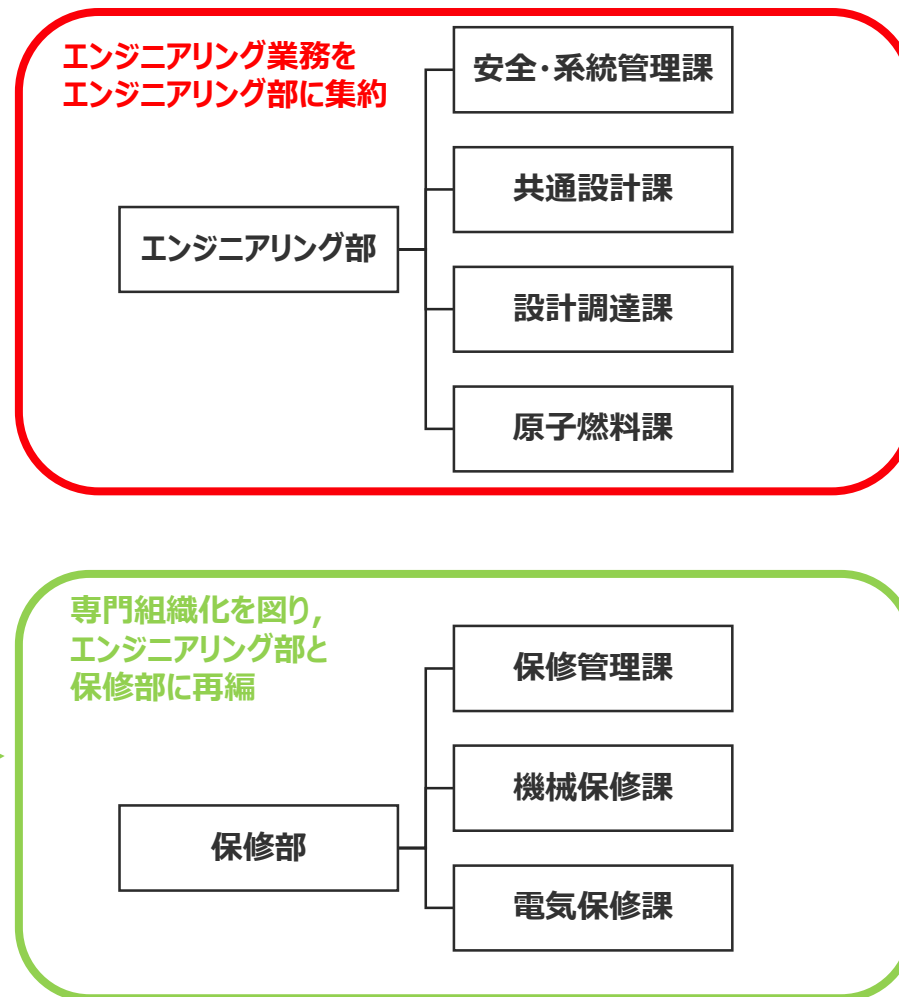 エンジニアリング業務を
エンジニアリング部に集約
安全・系統管理課
共通設計課
エンジニアリング部
設計調達課
原子燃料課
専門組織化を図り,
エンジニアリング部と
保修部に再編
保修管理課
機械保修課
保修部
電気保修課